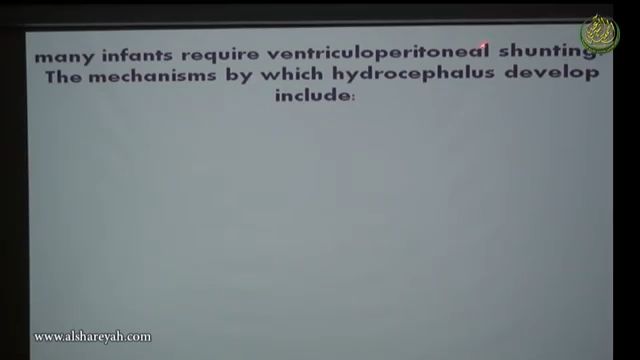 many infants require ventriculoperitoneal shunting.
The mechanisms by which hydrocephalus develop
include:
www.alshareyah.com